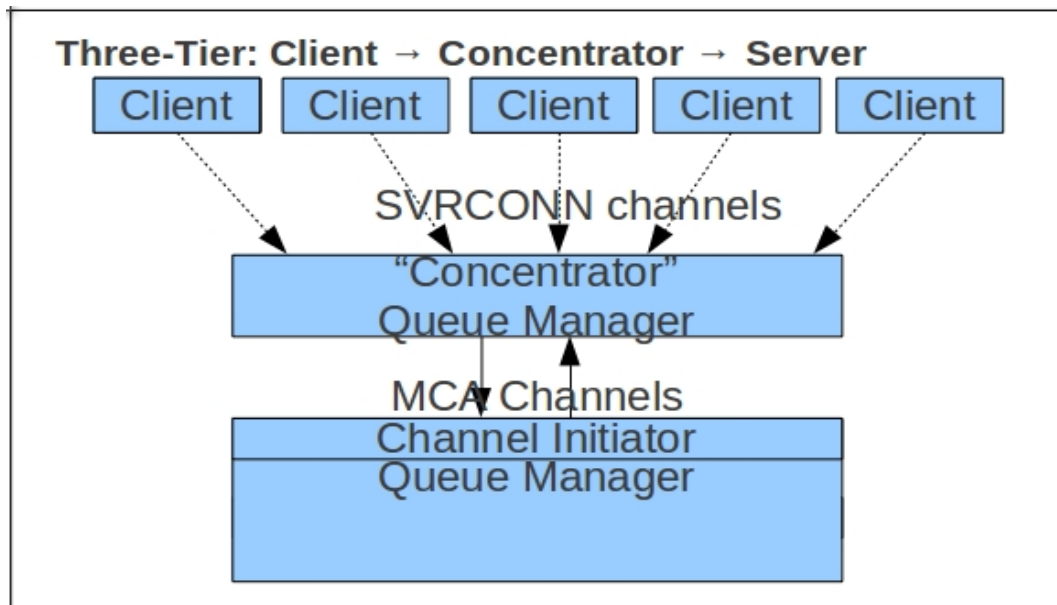 Three-Tier: Client → Concentrator → Server
Client Client Client Client Client
SVRCONN channels
“Concentrator”
Queue Manager
MCA Channels
Channel Initiator
Queue Manager